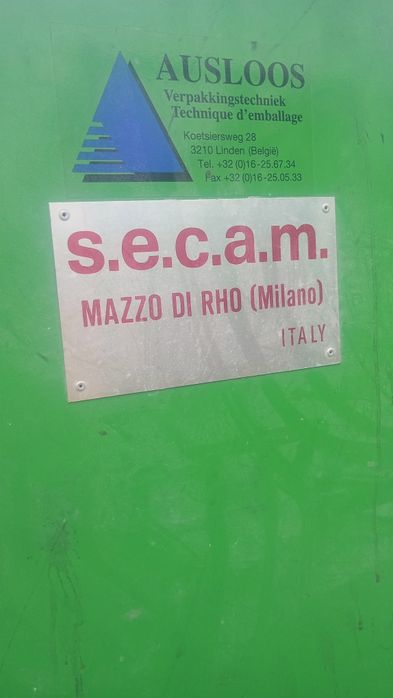 AUSLOOS
Verpakkingstechniek
Technique d'emballage
Koetsiersweg 28
3210 Linden (België)
Tel. +32 (0)16-25.67.34
Fax +32 (0)16-25.05.33
s.e.c.a.m.
MAZZO DI RHO (Milano)
ITALY